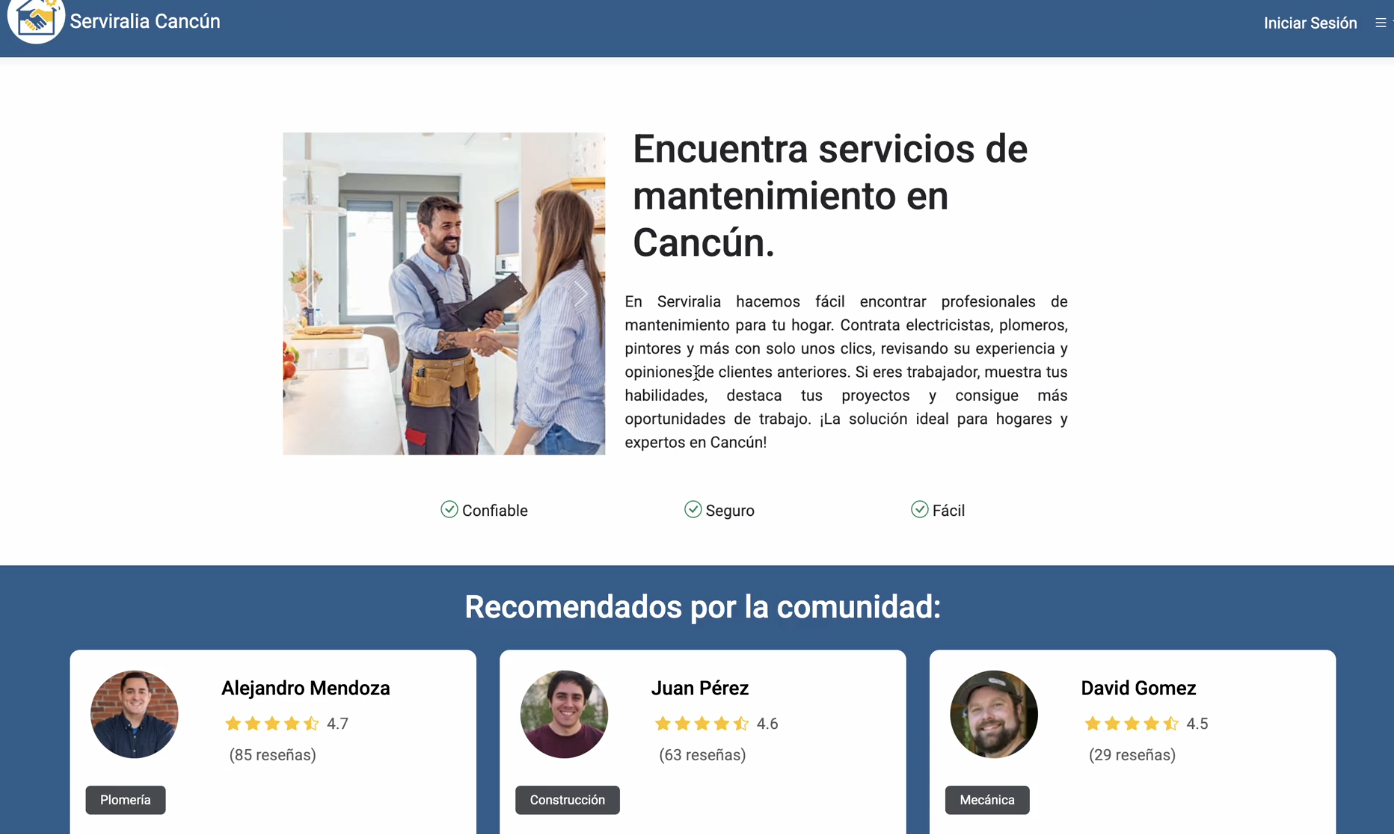 Serviralia Cancún
Iniciar Sesión
Encuentra servicios de
mantenimiento en
Cancún.
En Serviralia hacemos fácil encontrar profesionales de
mantenimiento para tu hogar. Contrata electricistas, plomeros,
pintores y más con solo unos clics, revisando su experiencia y
opiniones de clientes anteriores. Si eres trabajador, muestra tus
habilidades, destaca tus proyectos y consigue más
oportunidades de trabajo. ¡La solución ideal para hogares y
expertos en Cancún!
Confiable
Seguro
Fácil
Recomendados por la comunidad:
Alejandro Mendoza
4.7
(85 reseñas)
Plomería
Juan Pérez
4.6
(63 reseñas)
Construcción
David Gomez
4.5
(29 reseñas)
Mecánica